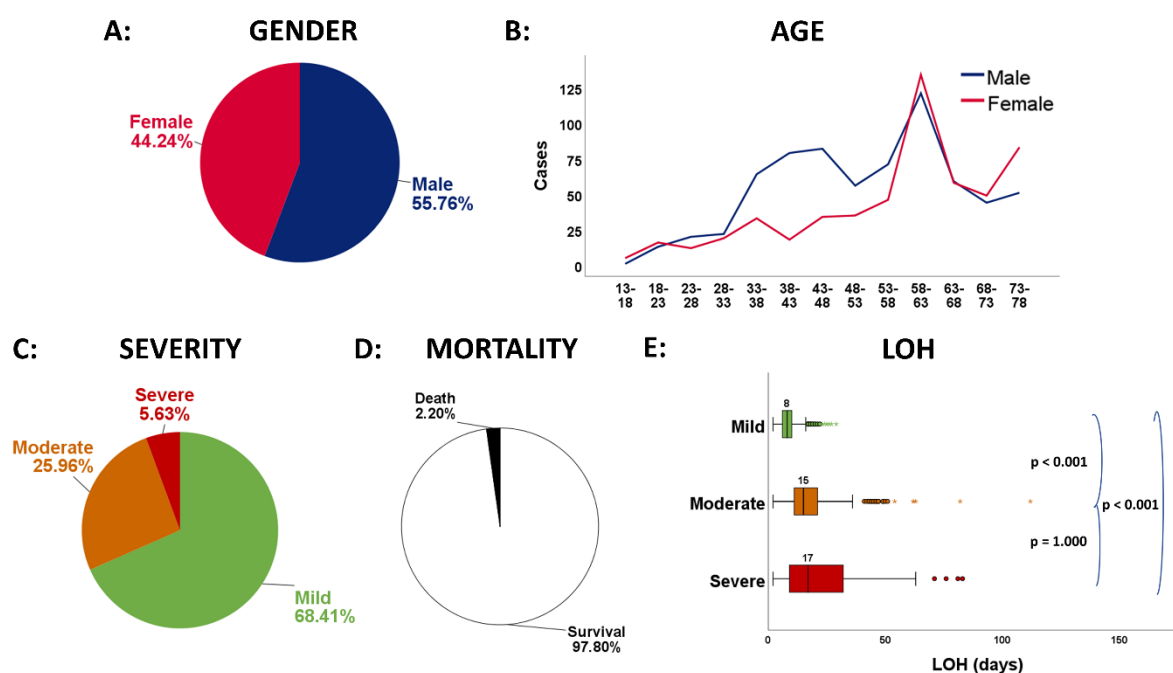 A: GENDER
Female
44.24%
Male
55.76%
B: AGE
Male
Female
Cases
125
100
75
50
25
0
13-
18
18-
23
23-
28
28-
33
33-
38
38-
43
43-
48
48-
53
53-
58
58-
63
63-
68
68-
73
73-
78
C: SEVERITY
Severe
5.63%
Moderate
25.96%
Mild
68.41%
D: MORTALITY
Death
2.20%
Survival
97.80%
E: LOH
Mild
8
Moderate
15
Severe
17
p < 0.001
p < 0.001
p = 1.000
0 50 100 150
LOH (days)